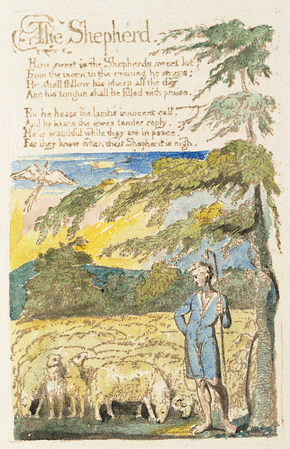 The Shepherd.
How sweet is the Shepherds sweet lot,
From the morn to the evening he strays:
He shall follow his sheep all the day
And his tongue shall be filled with praise.
For he hears the lambs innocent call,
And he hears the ewes tender reply,
He is watchful while they are in peace,
For they know when their Shepherd is nigh.